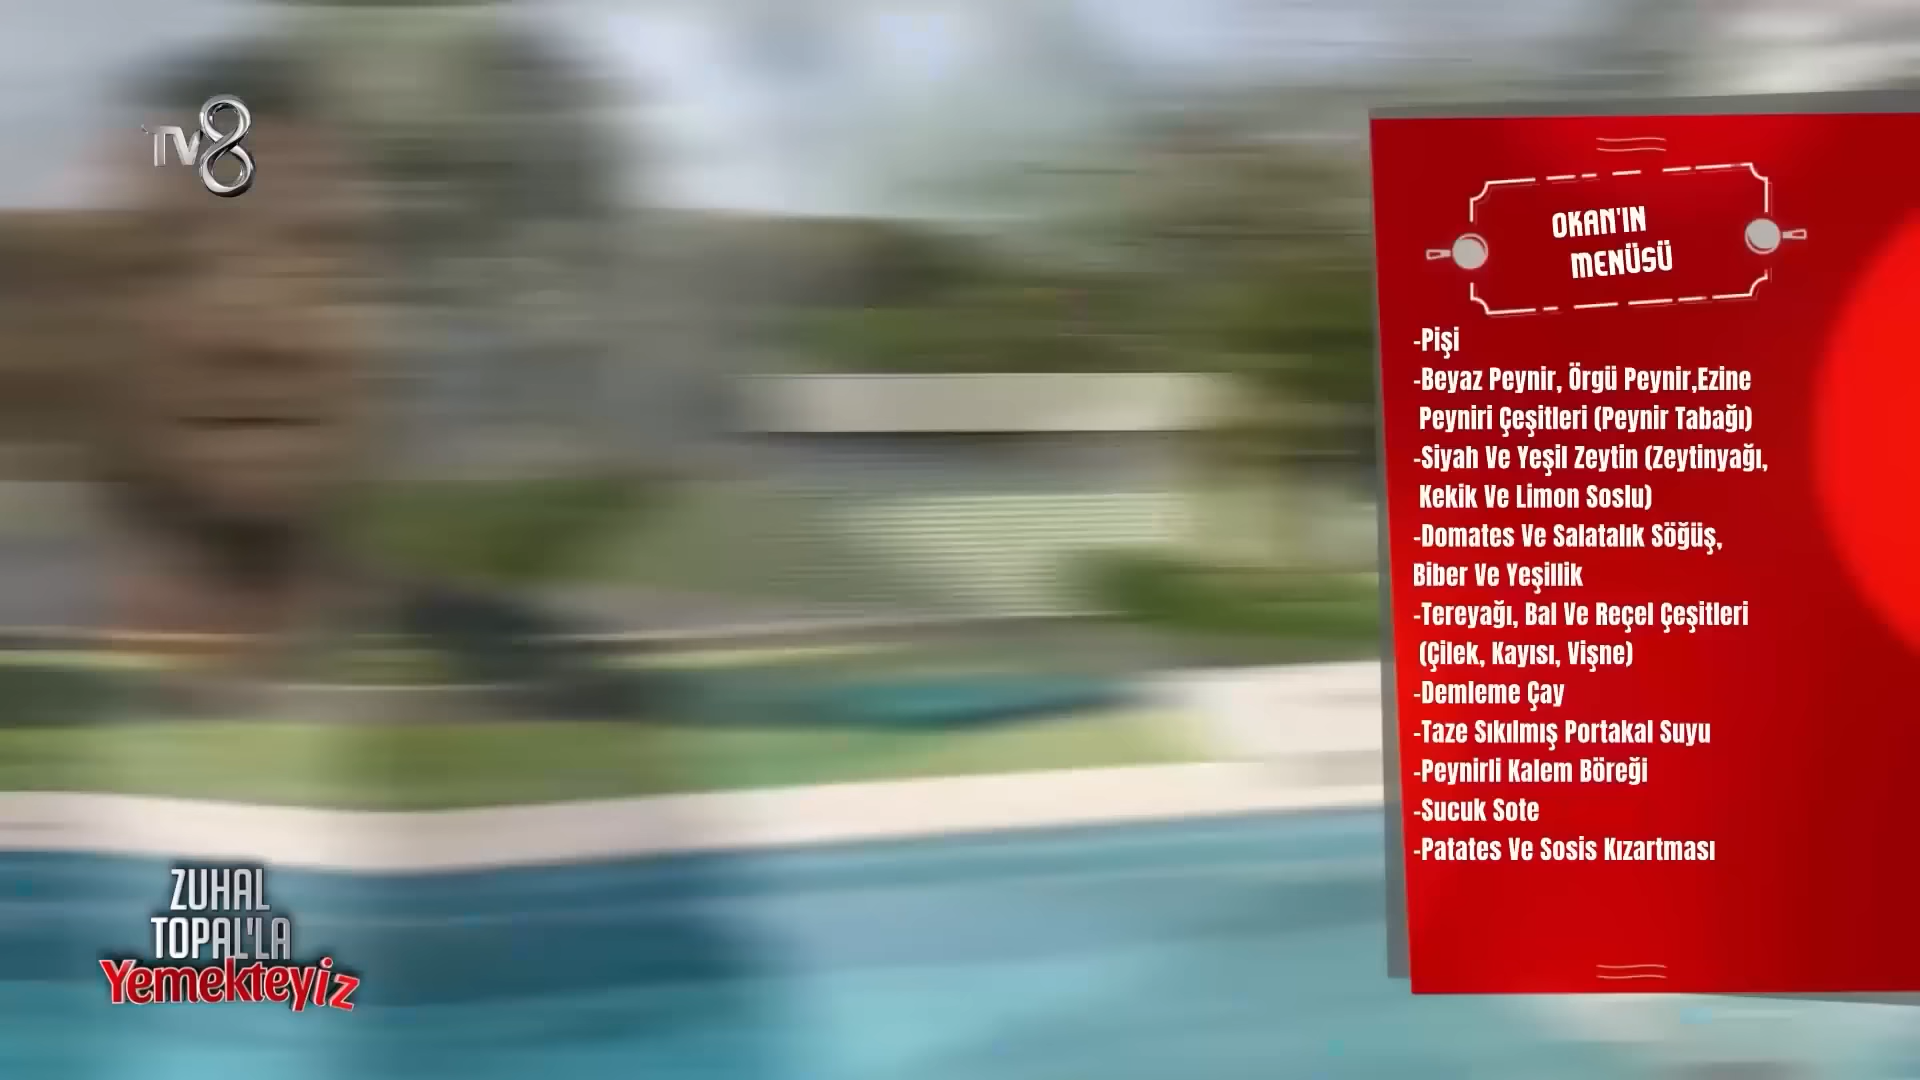 TV8
OKAN'IN
MENÜSÜ
-Pişi
-Beyaz Peynir, Örgü Peynir,Ezine
Peyniri Çeşitleri (Peynir Tabağı)
-Siyah Ve Yeşil Zeytin (Zeytinyağı,
Kekik Ve Limon Soslu)
-Domates Ve Salatalık Söğüş,
Biber Ve Yeşillik
-Tereyağı, Bal Ve Reçel Çeşitleri
(Çilek, Kayısı, Vişne)
-Demleme Çay
-Taze Sıkılmış Portakal Suyu
-Peynirli Kalem Böreği
-Sucuk Sote
-Patates Ve Sosis Kızartması
ZUHAL
TOPAL'LA
Yemekteyiz